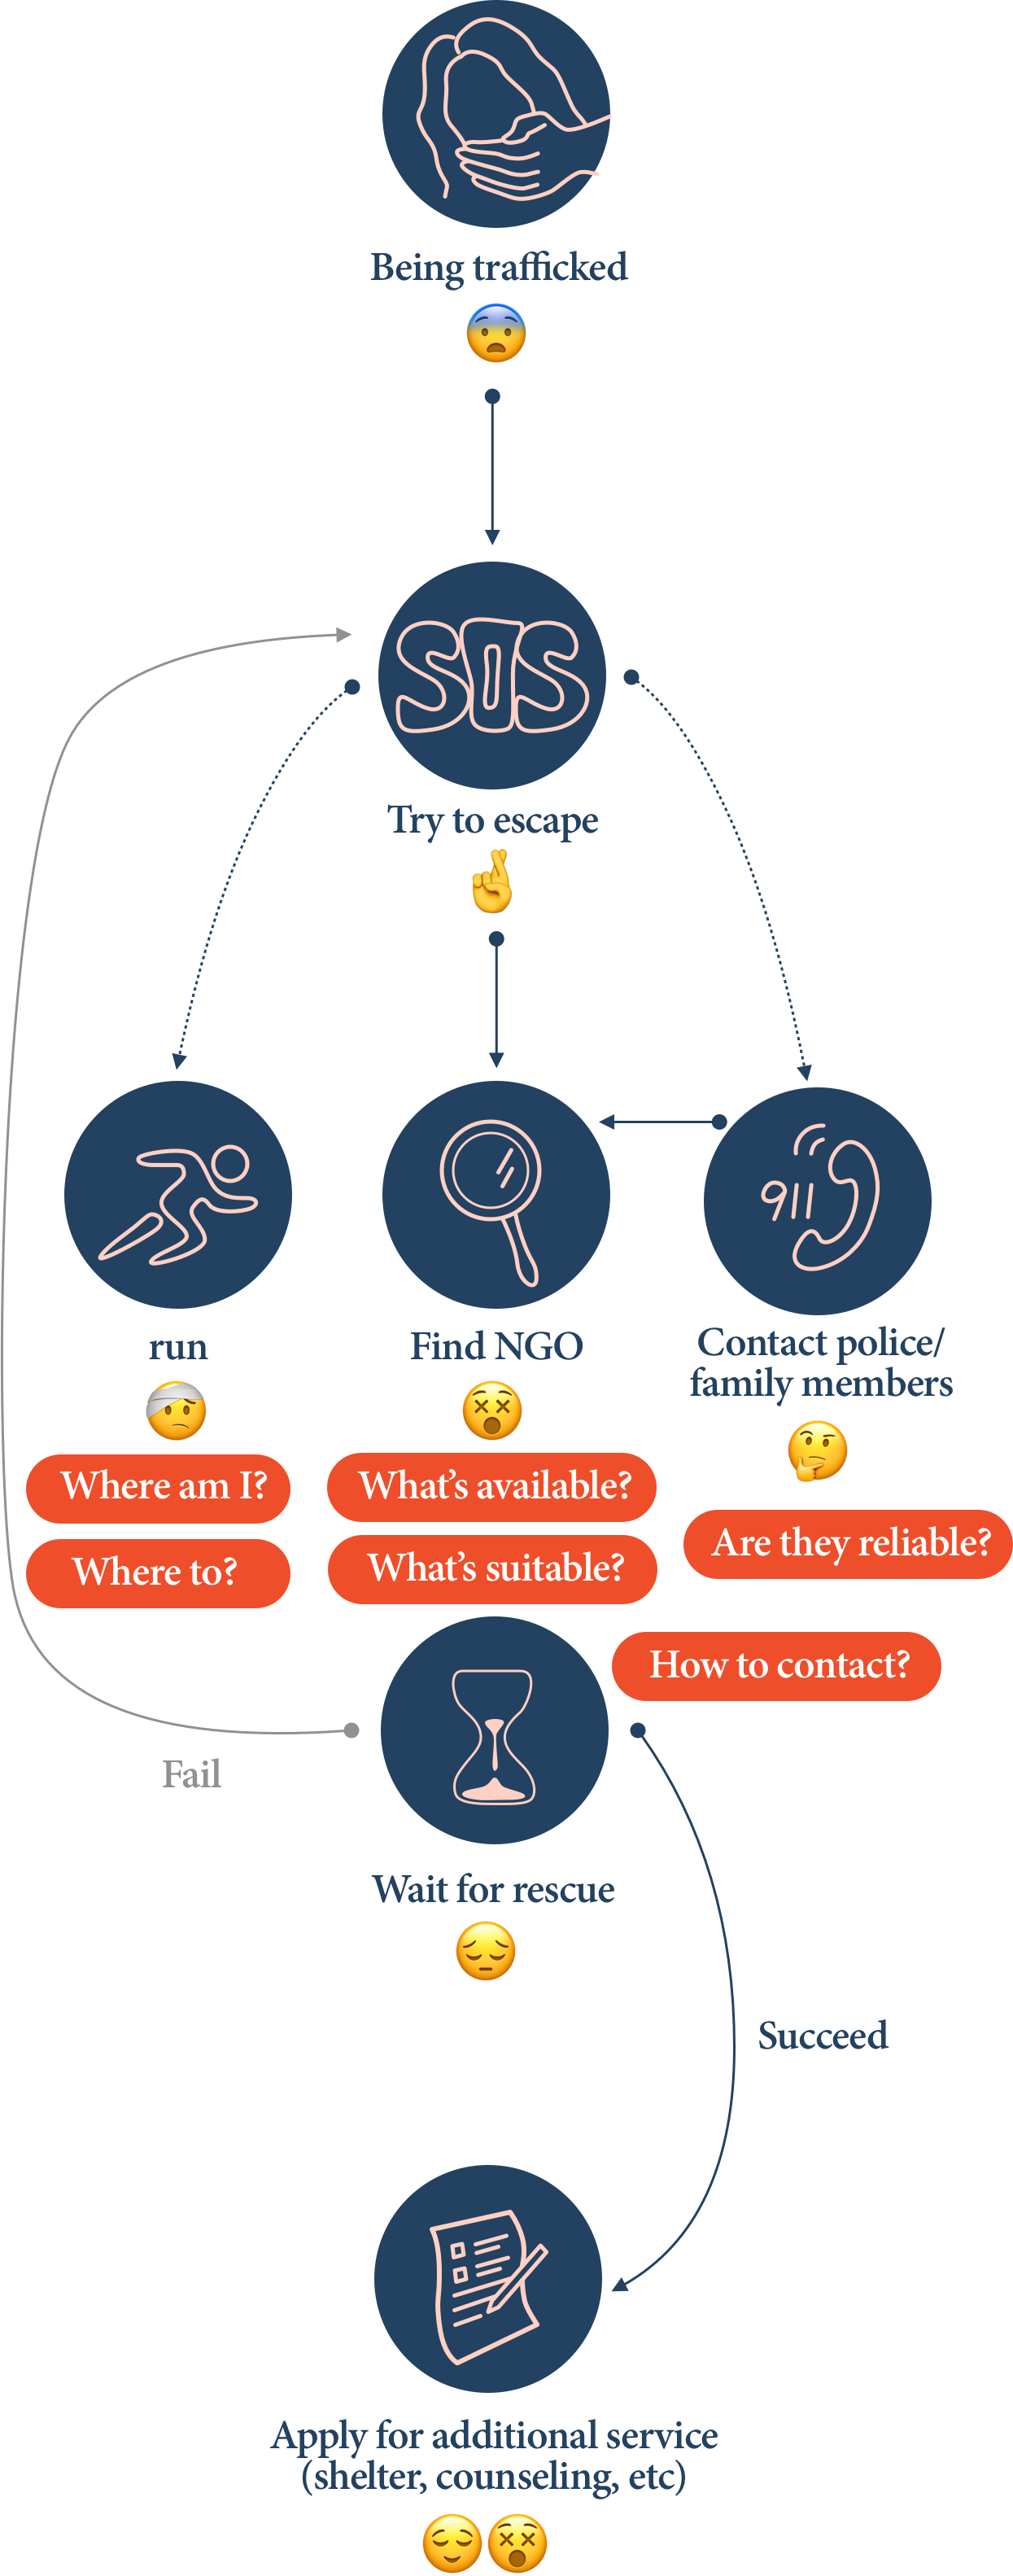 Being trafficked
SOS
Try to escape
911
run
Find NGO
Contact police/
family members
Where am I?
What’s available?
Are they reliable?
Where to?
What’s suitable?
How to contact?
Fail
Wait for rescue
Succeed
Apply for additional service
(shelter, counseling, etc)